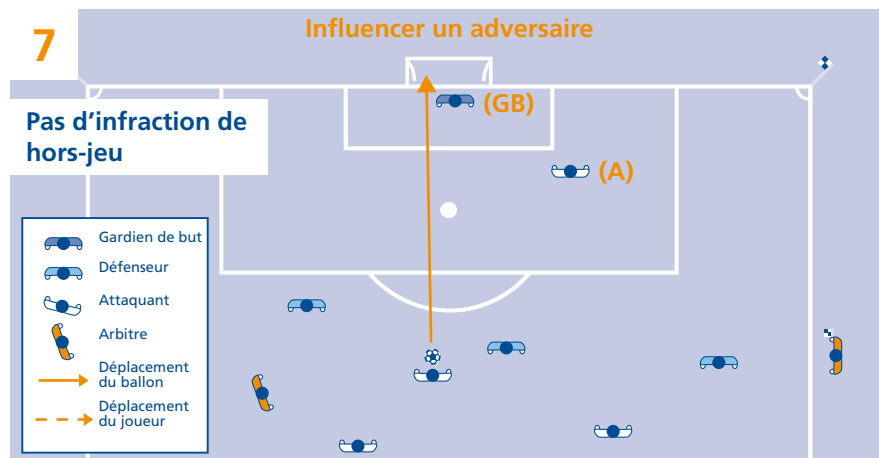 7
Influencer un adversaire
(GB)
Pas d’infraction de
hors-jeu
(A)
Gardien de but
Défenseur
Attaquant
Arbitre
Déplacement
du ballon
Déplacement
du joueur